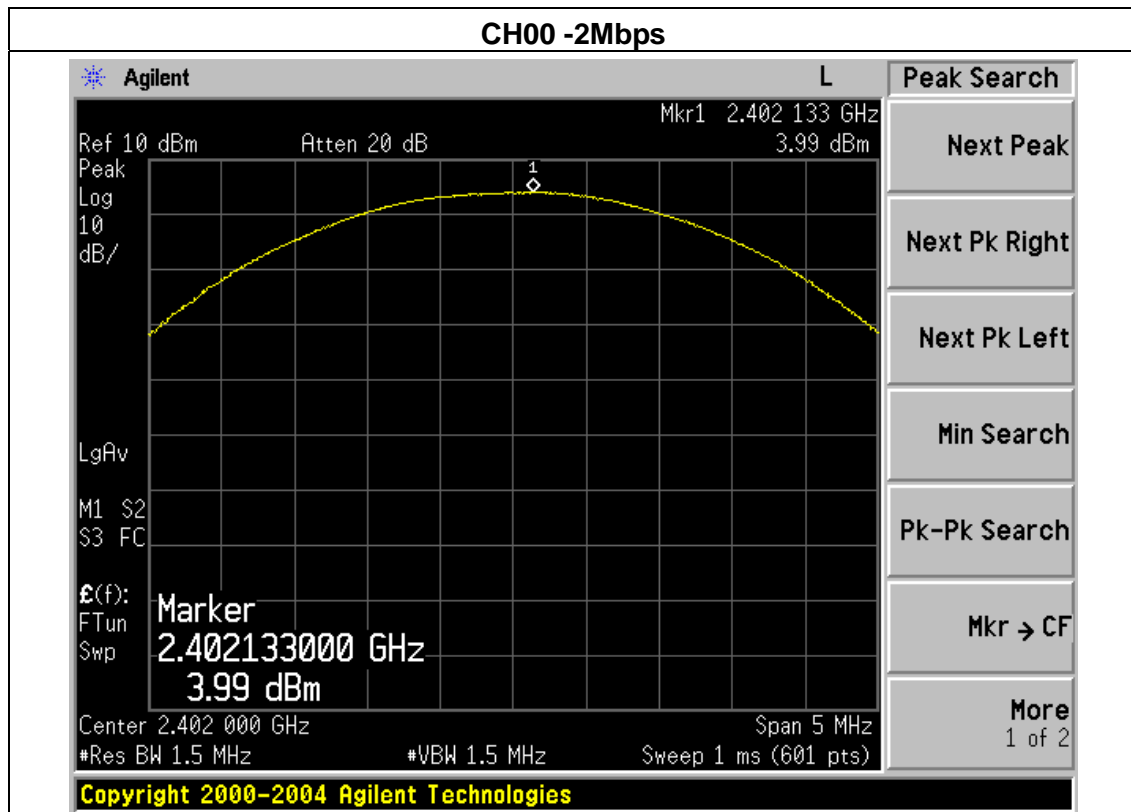 CH00 -2Mbps
Agilent L Peak Search
Mkr1 2.402 133 GHz
Ref 10 dBm Atten 20 dB 3.99 dBm
Peak
Log
10
dB/
1
LgAv
M1 S2
S3 FC
£(f):
FTun
Swp
Marker
2.402133000 GHz
3.99 dBm
Center 2.402 000 GHz Span 5 MHz
#Res BW 1.5 MHz #VBW 1.5 MHz Sweep 1 ms (601 pts)
Next Peak
Next Pk Right
Next Pk Left
Min Search
Pk-Pk Search
Mkr → CF
More
1 of 2
Copyright 2000-2004 Agilent Technologies